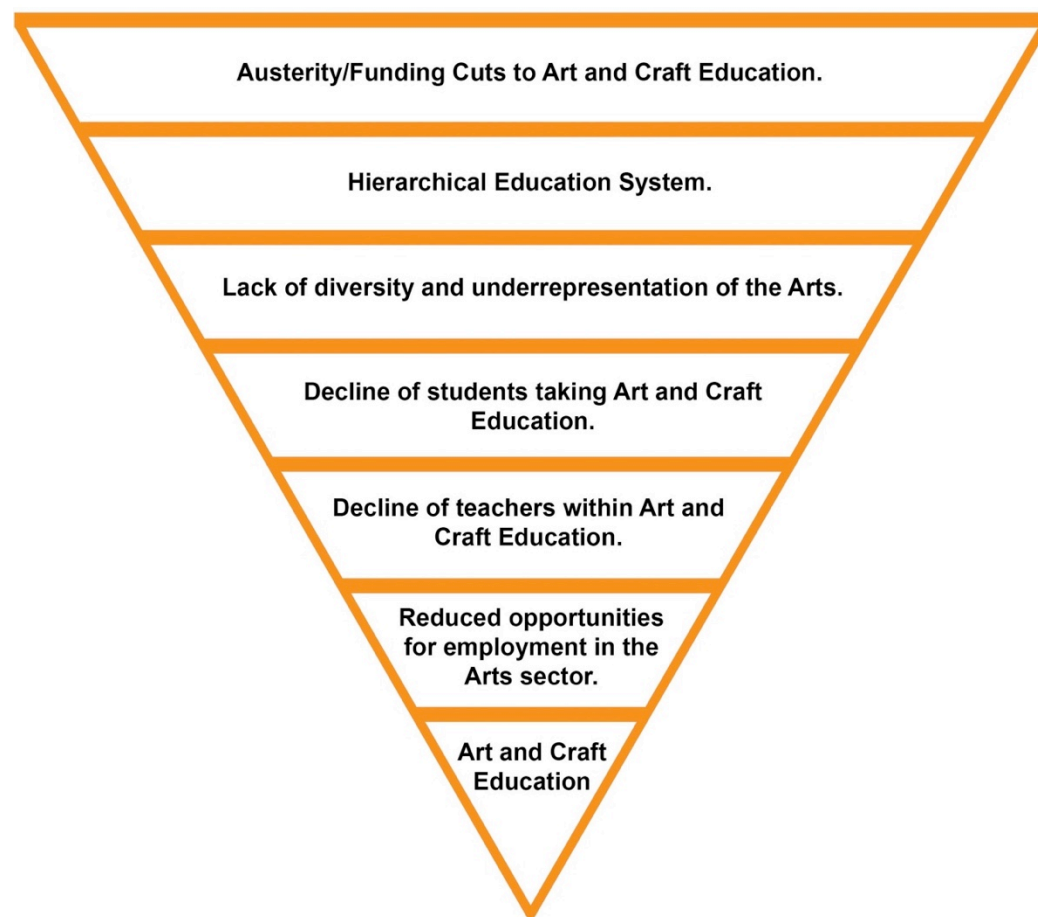 Austerity/Funding Cuts to Art and Craft Education.
Hierarchical Education System.
Lack of diversity and underrepresentation of the Arts.
Decline of students taking Art and Craft
Education.
Decline of teachers within Art and
Craft Education.
Reduced opportunities
for employment in the
Arts sector.
Art and Craft
Education